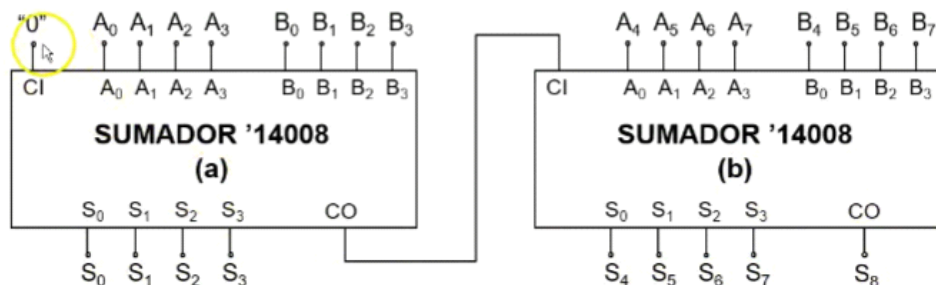 "0" A₀ A₁ A₂ A₃ B₀ B₁ B₂ B₃
CI A₀ A₁ A₂ A₃ B₀ B₁ B₂ B₃
SUMADOR '14008
(a)
S₀ S₁ S₂ S₃ CO
S₀ S₁ S₂ S₃
A₄ A₅ A₆ A₇ B₄ B₅ B₆ B₇
CI A₀ A₁ A₂ A₃ B₀ B₁ B₂ B₃
SUMADOR '14008
(b)
S₀ S₁ S₂ S₃ CO
S₄ S₅ S₆ S₇ S₈